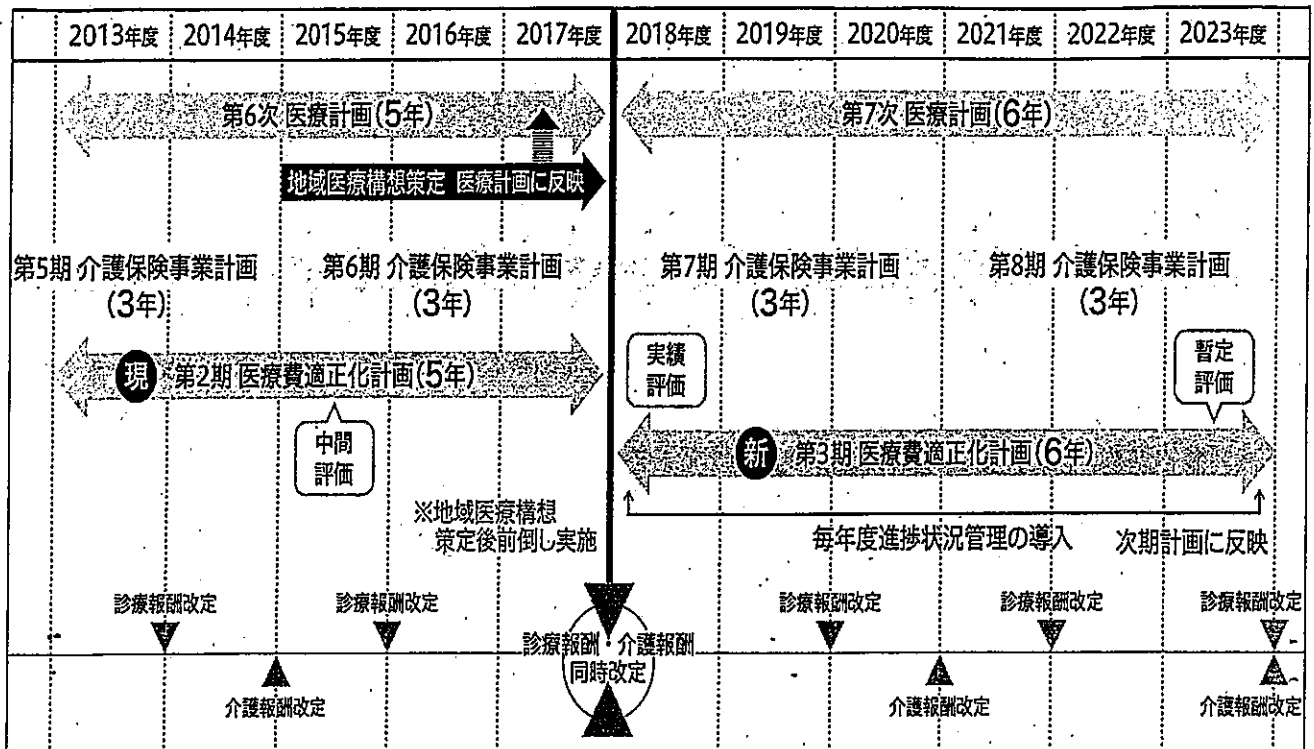 2013年度 2014年度 2015年度 2016年度 2017年度 2018年度 2019年度 2020年度 2021年度 2022年度 2023年度
第6次 医療計画(5年)
第7次 医療計画(6年)
地域医療構想策定 医療計画に反映
第5期 介護保険事業計画
(3年)
第6期 介護保険事業計画
(3年)
第7期 介護保険事業計画
(3年)
第8期 介護保険事業計画
(3年)
現 第2期 医療費適正化計画(5年)
中間
評価
実績
評価
暫定
評価
新 第3期 医療費適正化計画(6年)
※地域医療構想
策定後前倒し実施
毎年度進捗状況管理の導入
次期計画に反映
診療報酬改定
診療報酬改定
診療報酬・介護報酬
同時改定
診療報酬改定
診療報酬改定
診療報酬改定
介護報酬改定
介護報酬改定
介護報酬改定